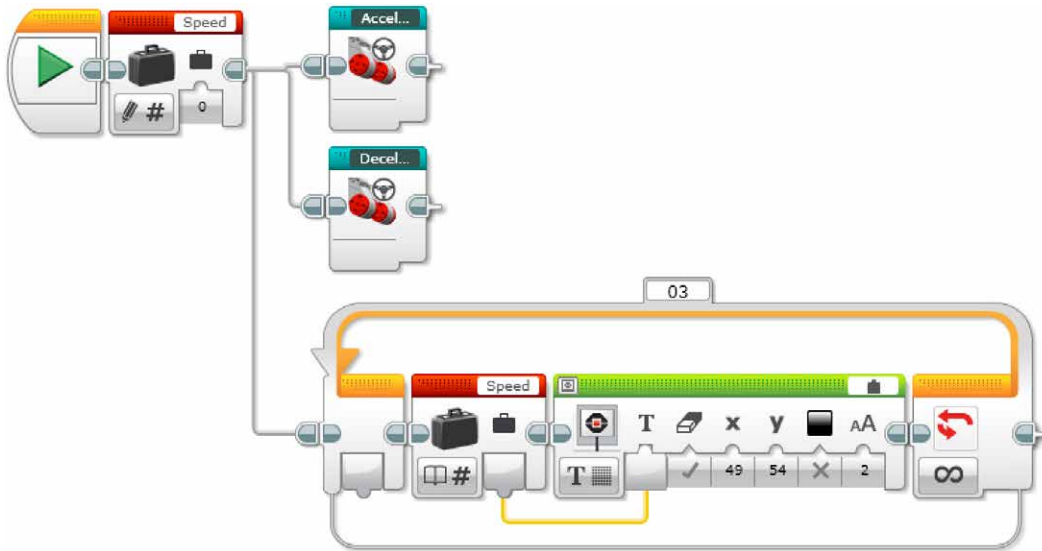 Speed
#
0
Accel...
Decel...
03
Speed
#
T x y AA
T 49 54 2
∞